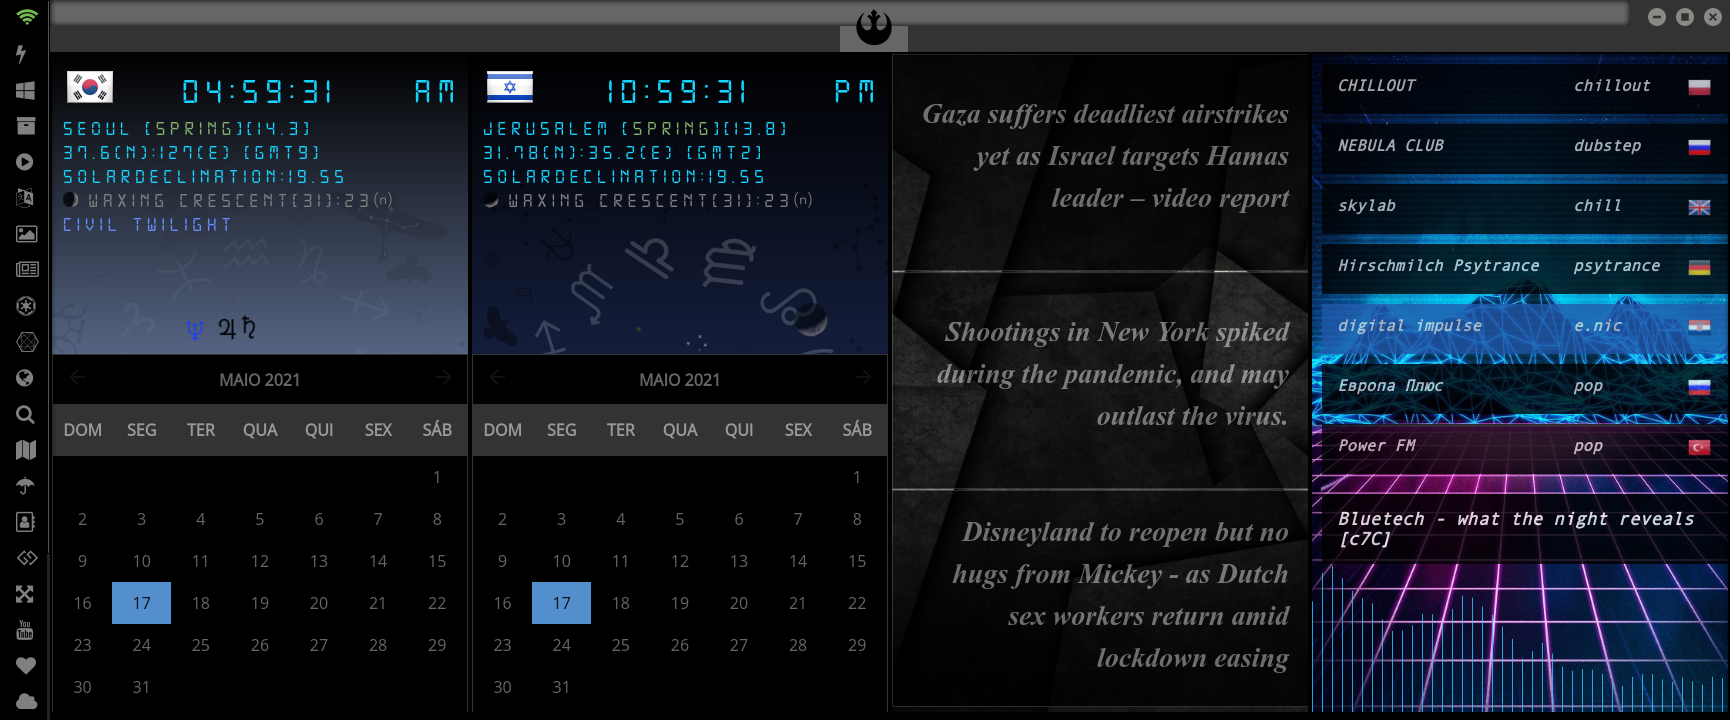 04:59:31 AM
SEOUL [SPRING][14.3]
37.6(N):127(E) [GMT9]
SOLARDECLINATION:19.55
WAXING CRESCENT[31]:23(n)
CIVIL TWILIGHT
MAIO 2021
DOM SEG TER QUA QUI SEX SÁB
1
2 3 4 5 6 7 8
9 10 11 12 13 14 15
16 17 18 19 20 21 22
23 24 25 26 27 28 29
30 31
10:59:31 PM
JERUSALEM [SPRING][13.8]
31.78(N):35.2(E) [GMT2]
SOLARDECLINATION:19.55
WAXING CRESCENT[31]:23(n)
MAIO 2021
DOM SEG TER QUA QUI SEX SÁB
1
2 3 4 5 6 7 8
9 10 11 12 13 14 15
16 17 18 19 20 21 22
23 24 25 26 27 28 29
30 31
Gaza suffers deadliest airstrikes
yet as Israel targets Hamas
leader – video report
Shootings in New York spiked
during the pandemic, and may
outlast the virus.
Disneyland to reopen but no
hugs from Mickey - as Dutch
sex workers return amid
lockdown easing
CHILLOUT chillout
NEBULA CLUB dubstep
skylab chill
Hirschmilch Psytrance psytrance
digital impulse e.nic
Европа Плюс pop
Power FM pop
Bluetech - what the night reveals
[c7C]
You
Tube